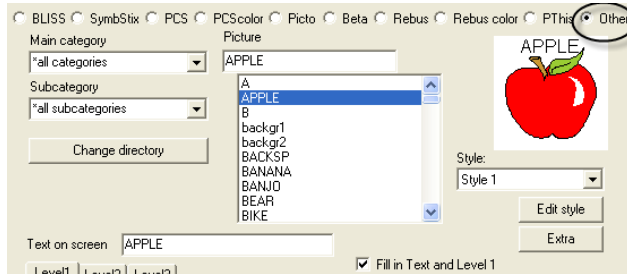 BLISS SymbStix PCS PCScolor Picto Beta Rebus Rebus color PThis Other
Main category
*all categories
Subcategory
*all subcategories
Change directory
Picture
APPLE
A
APPLE
B
backgr1
backgr2
BACKSP
BANANA
BANJO
BEAR
BIKE
APPLE
Style:
Style 1
Edit style
Extra
Text on screen APPLE
Fill in Text and Level 1
Level1 Level2 Level3